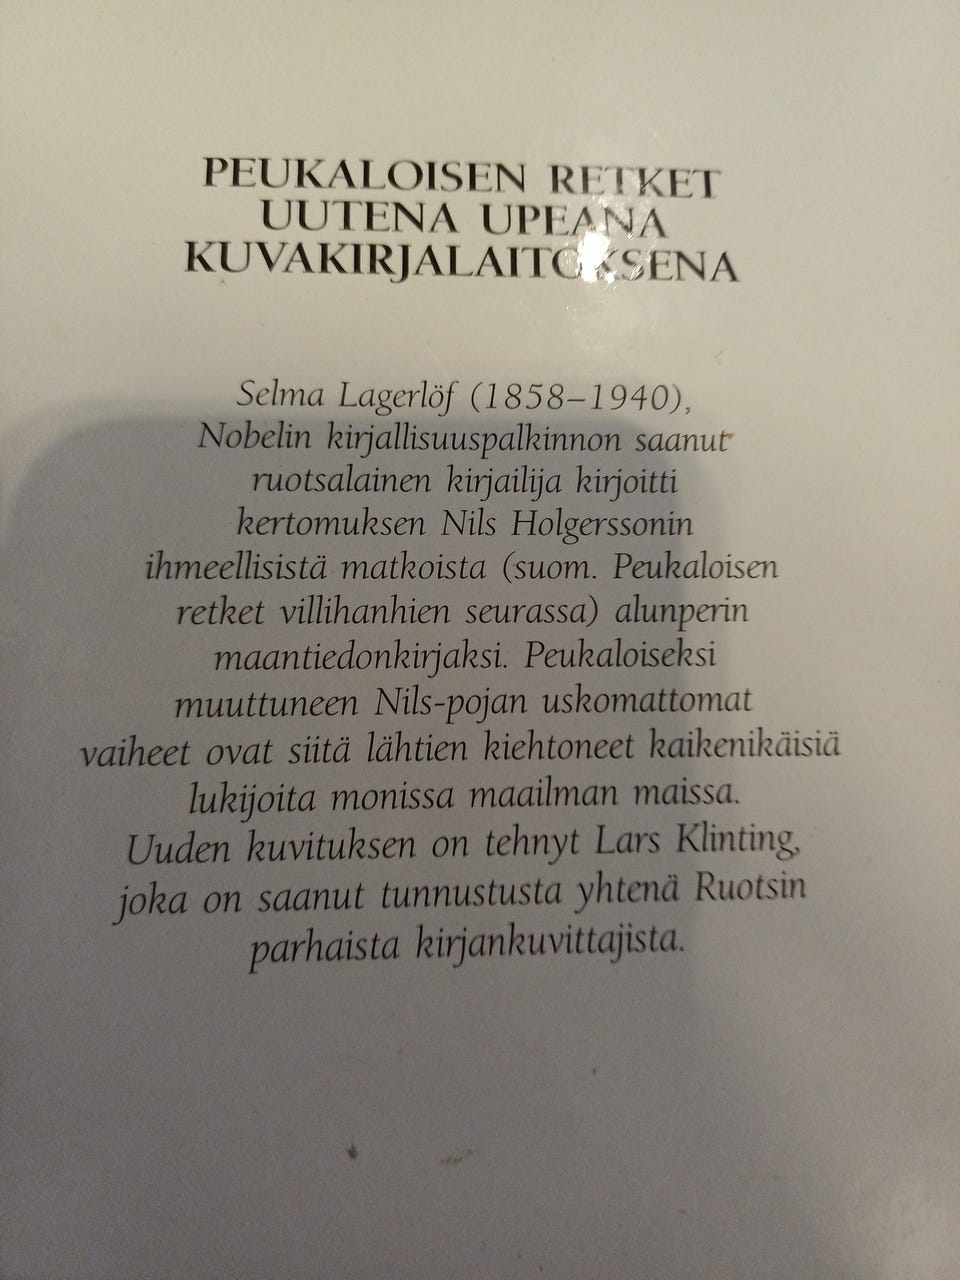 PEUKALOISEN RETKET
UUTENA UPEANA
KUVAKIRJALAITOKSENA
Selma Lagerlöf (1858–1940),
Nobelin kirjallisuuspalkinnon saanut
ruotsalainen kirjailija kirjoitti
kertomuksen Nils Holgerssonin
ihmeellisistä matkoista (suom. Peukaloisen
retket villihanhien seurassa) alunperin
maantiedonkirjaksi. Peukaloiseksi
muuttuneen Nils-pojan uskomattomat
vaiheet ovat siitä lähtien kiehtoneet kaikenikäisiä
lukijoita monissa maailman maissa.
Uuden kuvituksen on tehnyt Lars Klinting,
joka on saanut tunnustusta yhtenä Ruotsin
parhaista kirjankuvittajista.